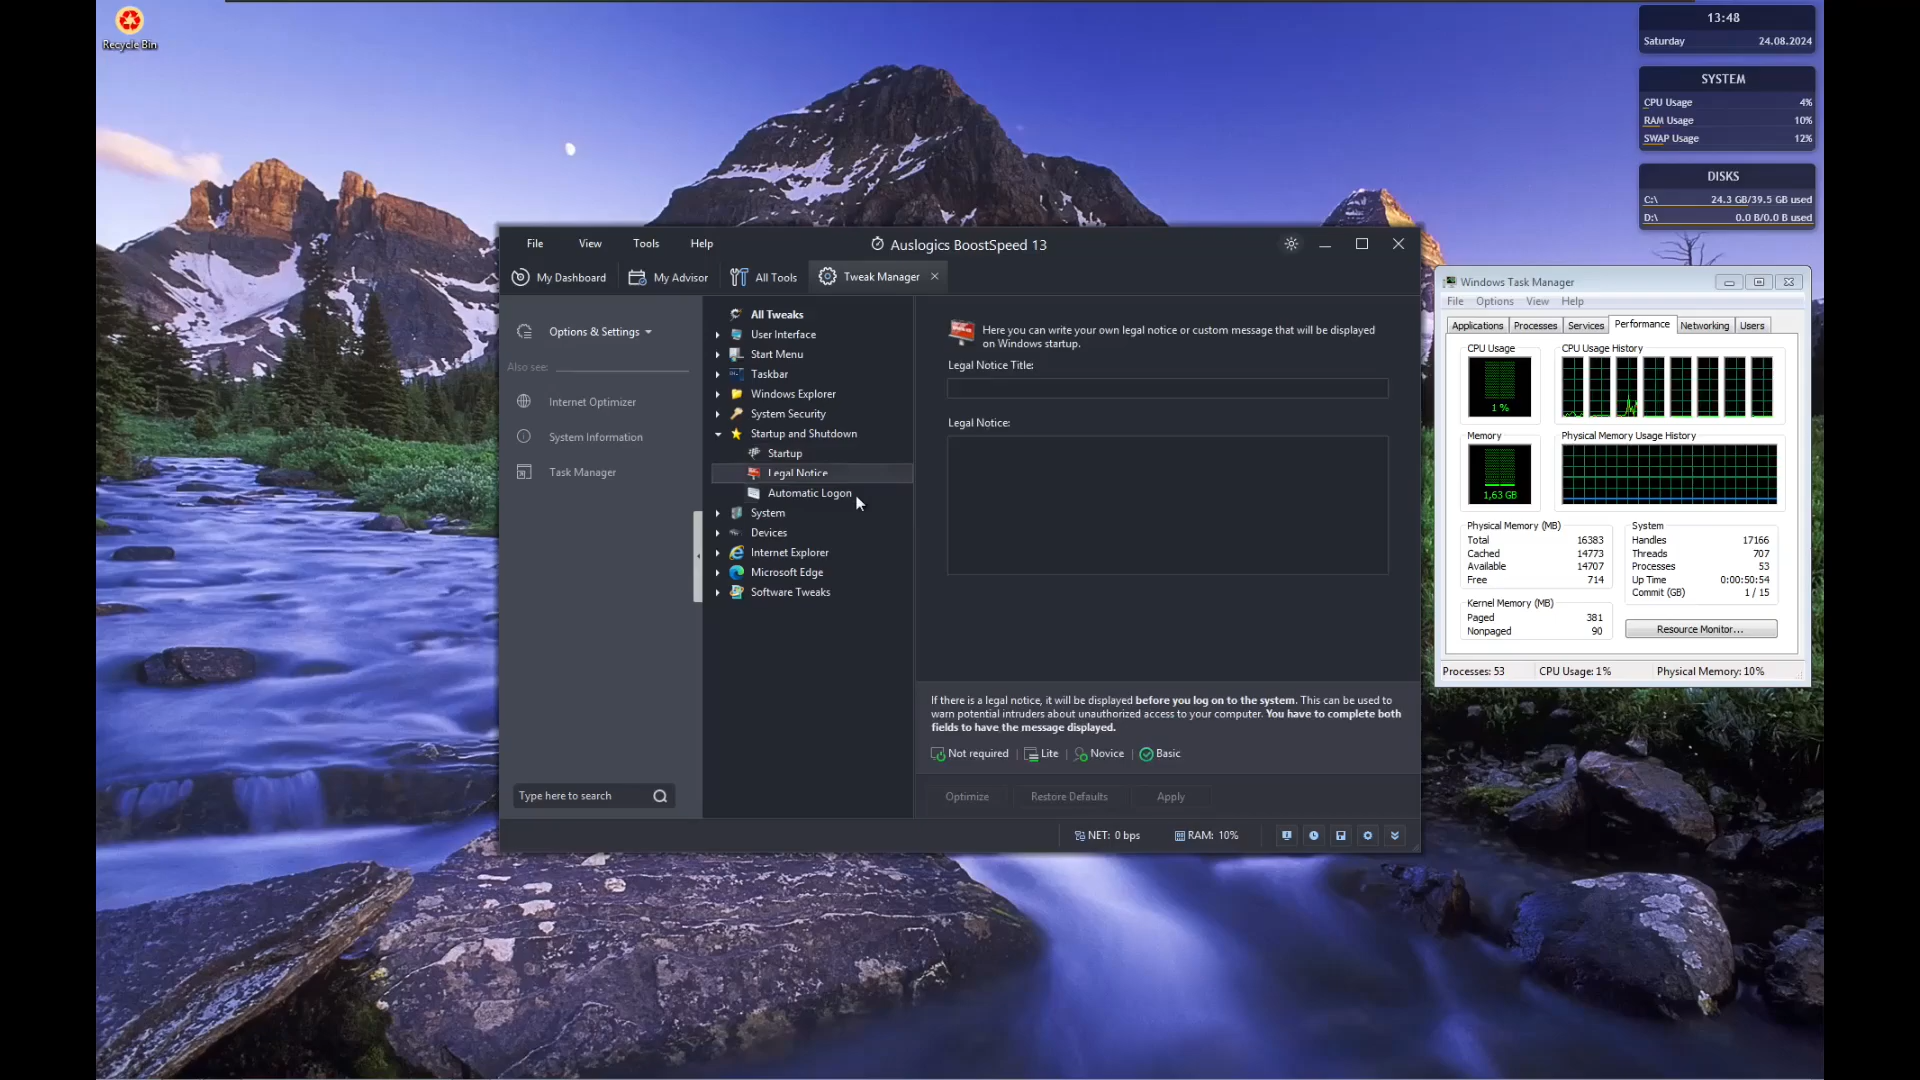 Recycle Bin
13:48
Saturday 24.08.2024
SYSTEM
CPU Usage 4%
RAM Usage 10%
SWAP Usage 12%
DISKS
C:\ 24.3 GB/39.5 GB used
D:\ 0.0 B/0.0 B used
File View Tools Help
Auslogics BoostSpeed 13
My Dashboard My Advisor All Tools Tweak Manager
Options & Settings
Also see:
Internet Optimizer
System Information
Task Manager
Type here to search
All Tweaks
User Interface
Start Menu
Taskbar
Windows Explorer
System Security
Startup and Shutdown
Startup
Legal Notice
Automatic Logon
System
Devices
Internet Explorer
Microsoft Edge
Software Tweaks
Here you can write your own legal notice or custom message that will be displayed
on Windows startup.
Legal Notice Title:
Legal Notice:
If there is a legal notice, it will be displayed before you log on to the system. This can be used to
warn potential intruders about unauthorized access to your computer. You have to complete both
fields to have the message displayed.
Not required | Lite | Novice | Basic
Optimize Restore Defaults Apply
NET: 0 bps RAM: 10%
Windows Task Manager
File Options View Help
Applications Processes Services Performance Networking Users
CPU Usage CPU Usage History
1 %
Memory Physical Memory Usage History
1,63 GB
Physical Memory (MB)
Total 16383
Cached 14773
Available 14707
Free 714
Kernel Memory (MB)
Paged 381
Nonpaged 90
System
Handles 17166
Threads 707
Processes 53
Up Time 0:00:50:54
Commit (GB) 1 / 15
Resource Monitor...
Processes: 53 CPU Usage: 1% Physical Memory: 10%